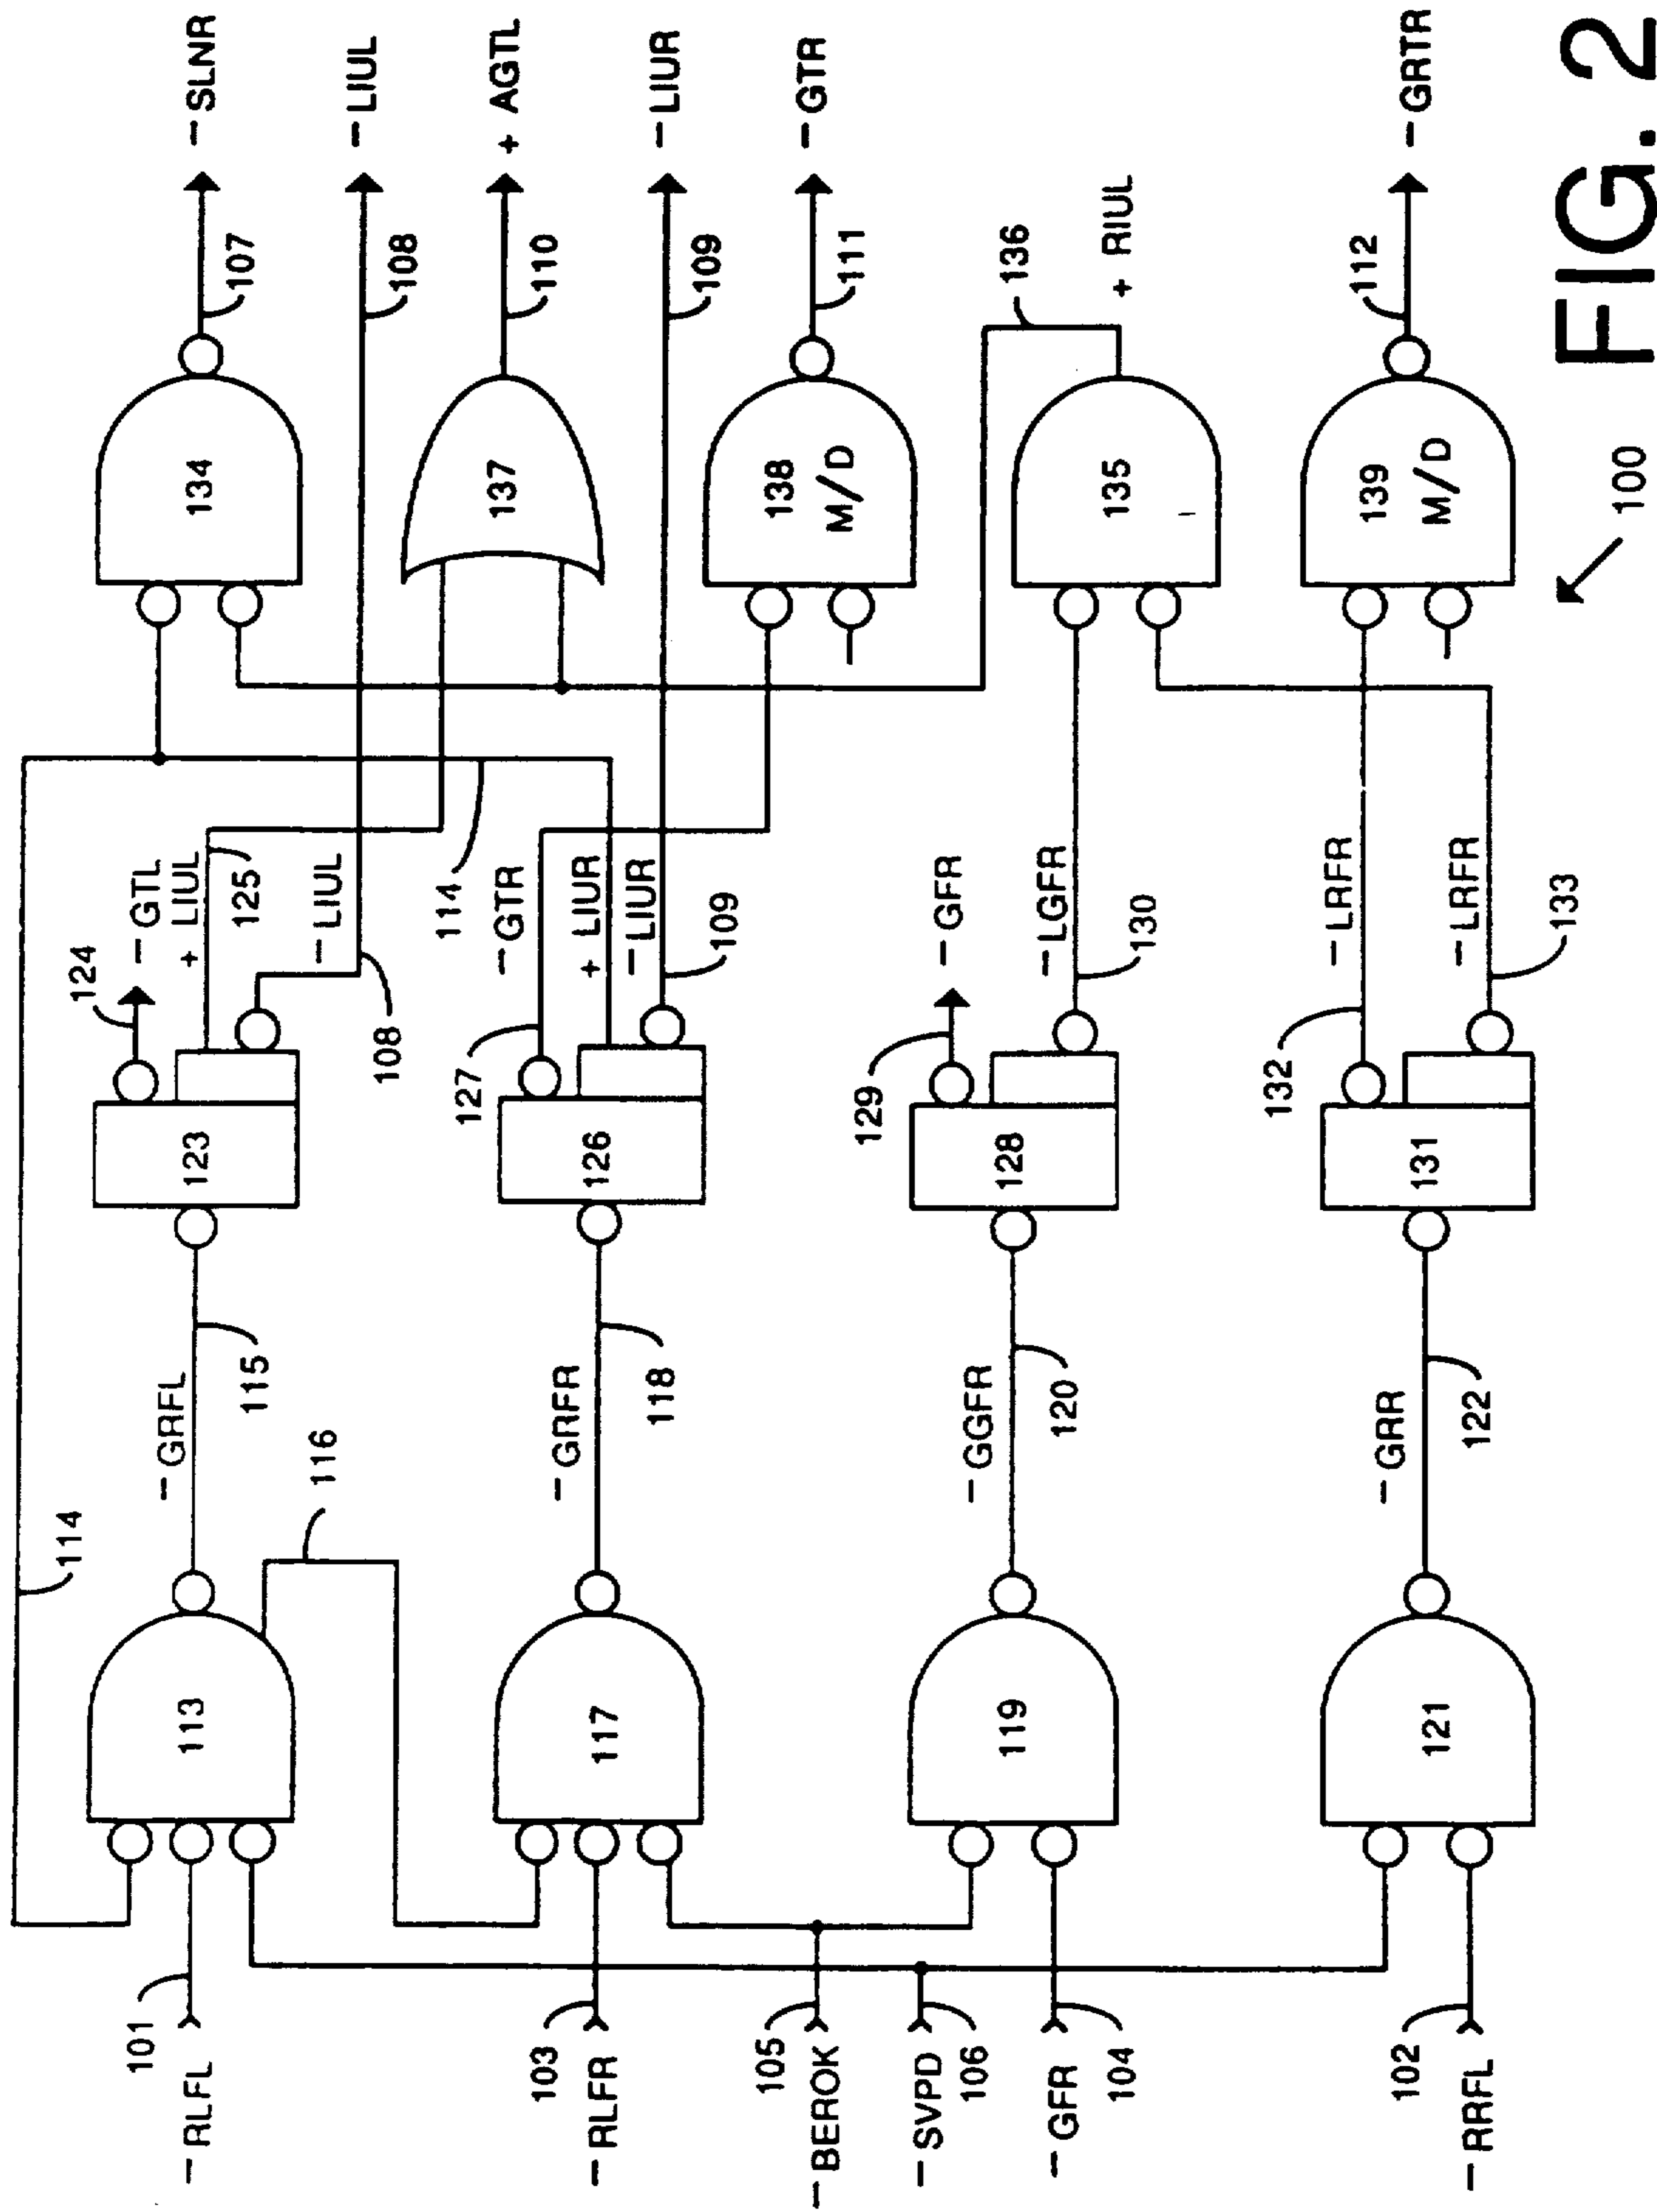 − RLFL
101
− RLFR
103
− BEROK
105
− SVPD
106
− GFR
104
− RRFL
102
114
113
116
− GRFL
115
117
− GRFR
118
119
− GGFR
120
121
− GRR
122
123
124
− GTL
+ LIUL
125
− LIUL
108
126
127
− GTR
+ LIUR
− LIUR
109
114
128
129
− GFR
− LGFR
130
131
132
− LRFR
− LRFR
133
134
107
− SLNR
108
− LIUL
137
110
+ AGTL
109
− LIUR
138
M/D
111
− GTR
135
136
+ RIUL
139
M/D
112
− GRTR
100
FIG. 2